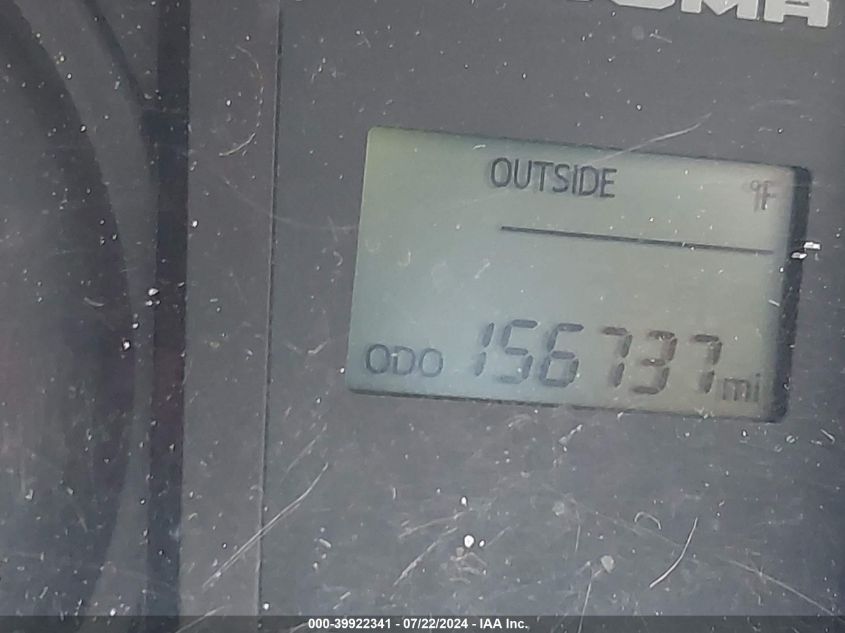 OUTSIDE °F
ODO 156737 mi
000-39922341 - 07/22/2024 - IAA Inc.